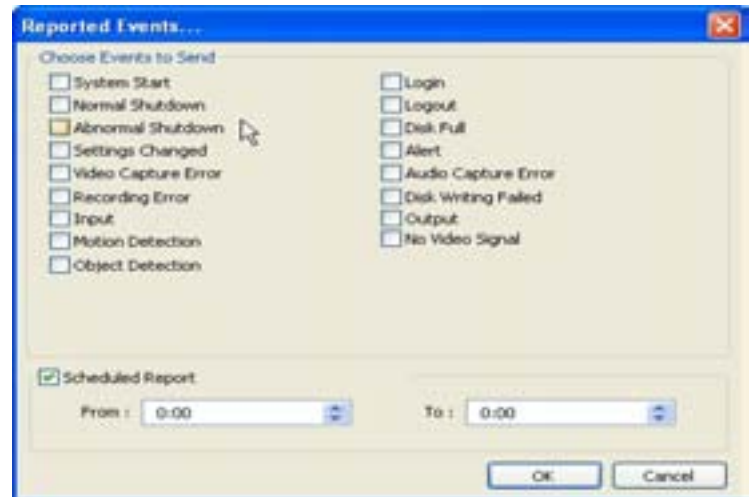 Reported Events...
Choose Events to Send
System Start
Normal Shutdown
Abnormal Shutdown
Settings Changed
Video Capture Error
Recording Error
Input
Motion Detection
Object Detection
Login
Logout
Disk Full
Alert
Audio Capture Error
Disk Writing Failed
Output
No Video Signal
Scheduled Report
From : 0:00 To : 0:00
OK Cancel